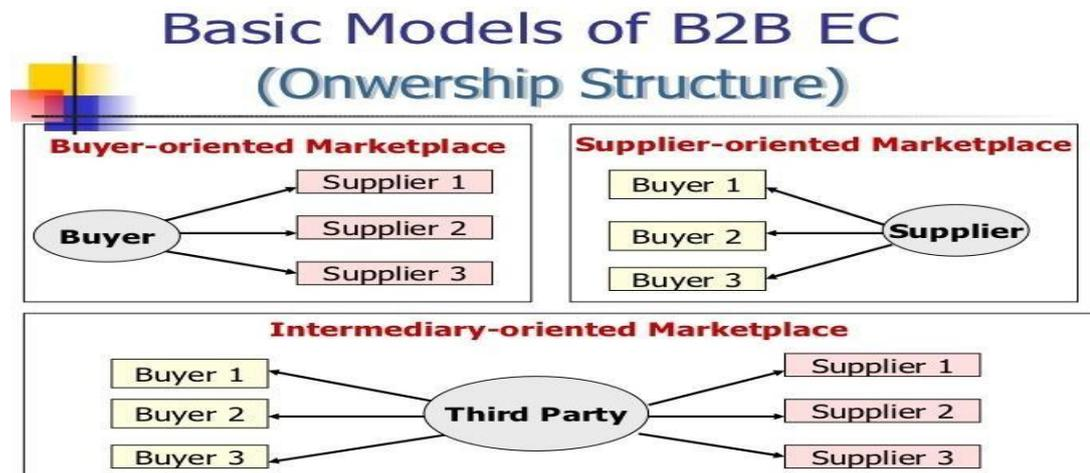 Basic Models of B2B EC
(Onwership Structure)
Buyer-oriented Marketplace
Supplier 1
Buyer
Supplier 2
Supplier 3
Supplier-oriented Marketplace
Buyer 1
Buyer 2
Supplier
Buyer 3
Intermediary-oriented Marketplace
Buyer 1
Buyer 2
Buyer 3
Third Party
Supplier 1
Supplier 2
Supplier 3